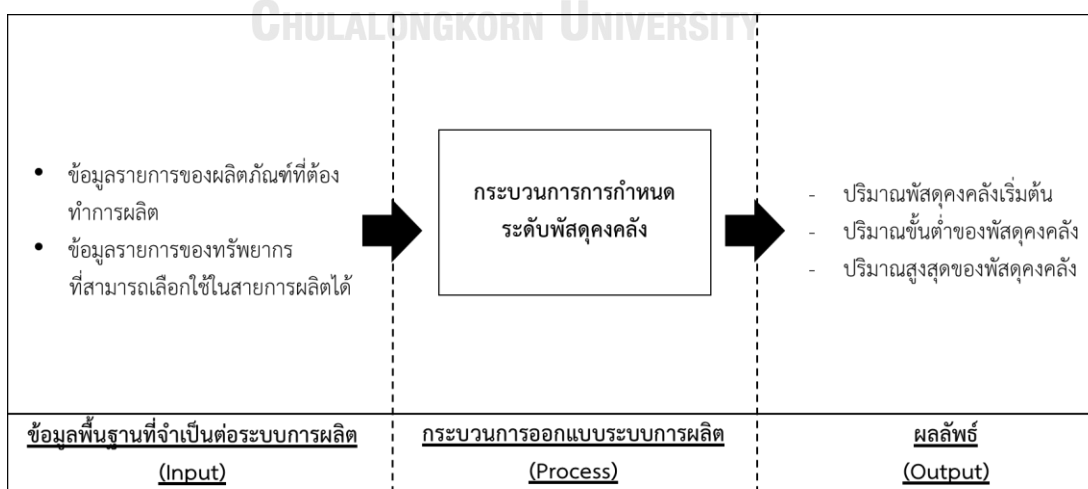 CHULALONGKORN UNIVERSITY
• ข้อมูลรายการของผลิตภัณฑ์ที่ต้อง
ทำการผลิต
• ข้อมูลรายการของทรัพยากร
ที่สามารถเลือกใช้ในสายการผลิตได้
กระบวนการการกำหนด
ระดับพัสดุคงคลัง
- ปริมาณพัสดุคงคลังเริ่มต้น
- ปริมาณขั้นต่ำของพัสดุคงคลัง
- ปริมาณสูงสุดของพัสดุคงคลัง
ข้อมูลพื้นฐานที่จำเป็นต่อระบบการผลิต
(Input)
กระบวนการออกแบบระบบการผลิต
(Process)
ผลลัพธ์
(Output)